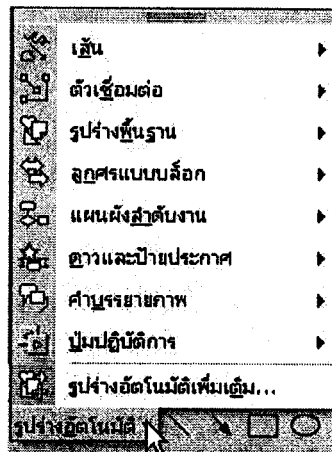 เส้น
ตัวเชื่อมต่อ
รูปร่างพื้นฐาน
ลูกศรแบบบล็อก
แผนผังลำดับงาน
ดาวและป้ายประกาศ
คำบรรยายภาพ
ปุ่มปฏิบัติการ
รูปร่างอัตโนมัติเพิ่มเติม...
รูปร่างอัตโนมัติ